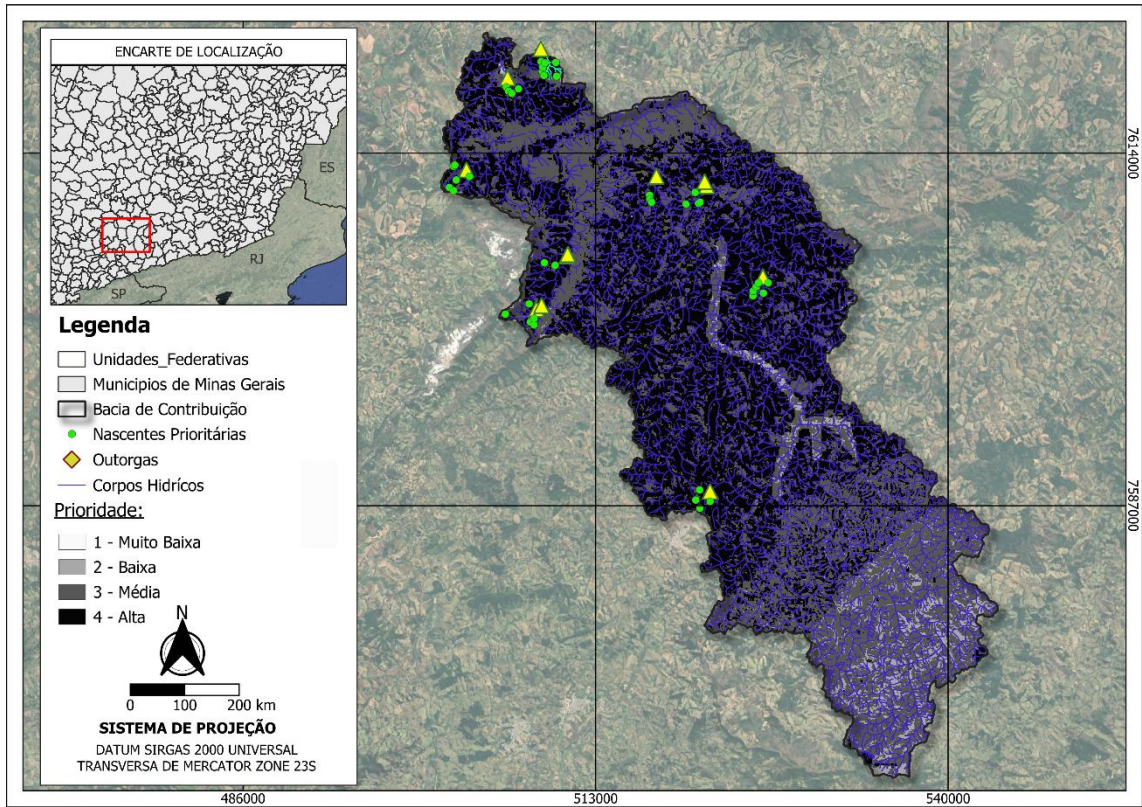 ENCARTE DE LOCALIZAÇÃO
MG
ES
RJ
SP
Legenda
Unidades_Federativas
Municipios de Minas Gerais
Bacia de Contribuição
Nascentes Prioritárias
Outorgas
Corpos Hidrícos
Prioridade:
1 - Muito Baixa
2 - Baixa
3 - Média
4 - Alta
N
0 100 200 km
SISTEMA DE PROJEÇÃO
DATUM SIRGAS 2000 UNIVERSAL
TRANSVERSA DE MERCATOR ZONE 23S
7614000
7587000
486000
513000
540000